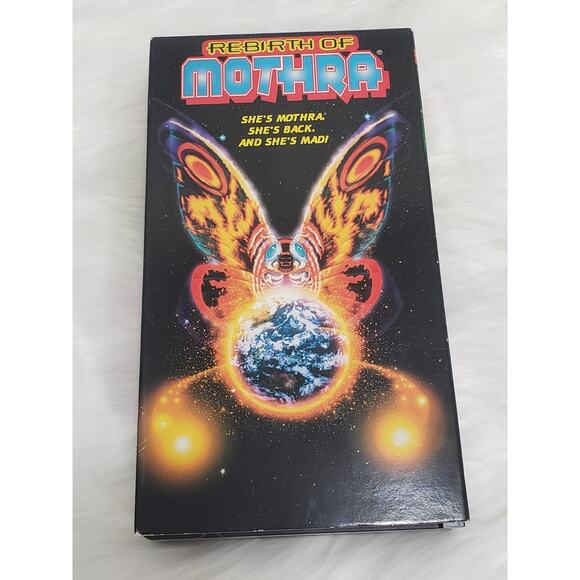 REBIRTH OF
MOTHRA®
SHE'S MOTHRA.
SHE'S BACK.
AND SHE'S MAD!